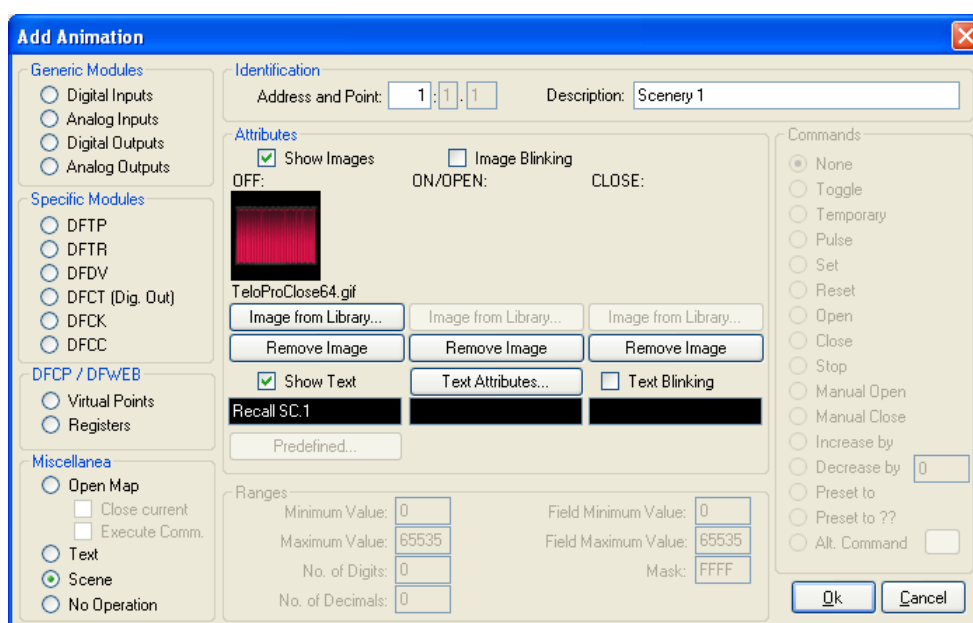 Add Animation
Generic Modules
Digital Inputs
Analog Inputs
Digital Outputs
Analog Outputs
Specific Modules
DFTP
DFTR
DFDV
DFCT (Dig. Out)
DFCK
DFCC
DFCP / DFWEB
Virtual Points
Registers
Miscellanea
Open Map
Close current
Execute Comm.
Text
Scene
No Operation
Identification
Address and Point: 1 : 1 . 1 Description: Scenery 1
Attributes
Show Images Image Blinking
OFF: ON/OPEN: CLOSE:
TeloProClose64.gif
Image from Library... Image from Library... Image from Library...
Remove Image Remove Image Remove Image
Show Text Text Attributes... Text Blinking
Recall SC.1
Predefined...
Ranges
Minimum Value: 0 Field Minimum Value: 0
Maximum Value: 65535 Field Maximum Value: 65535
No. of Digits: 0 Mask: FFFF
No. of Decimals: 0
Commands
None
Toggle
Temporary
Pulse
Set
Reset
Open
Close
Stop
Manual Open
Manual Close
Increase by
Decrease by 0
Preset to
Preset to ??
Alt. Command
Ok Cancel